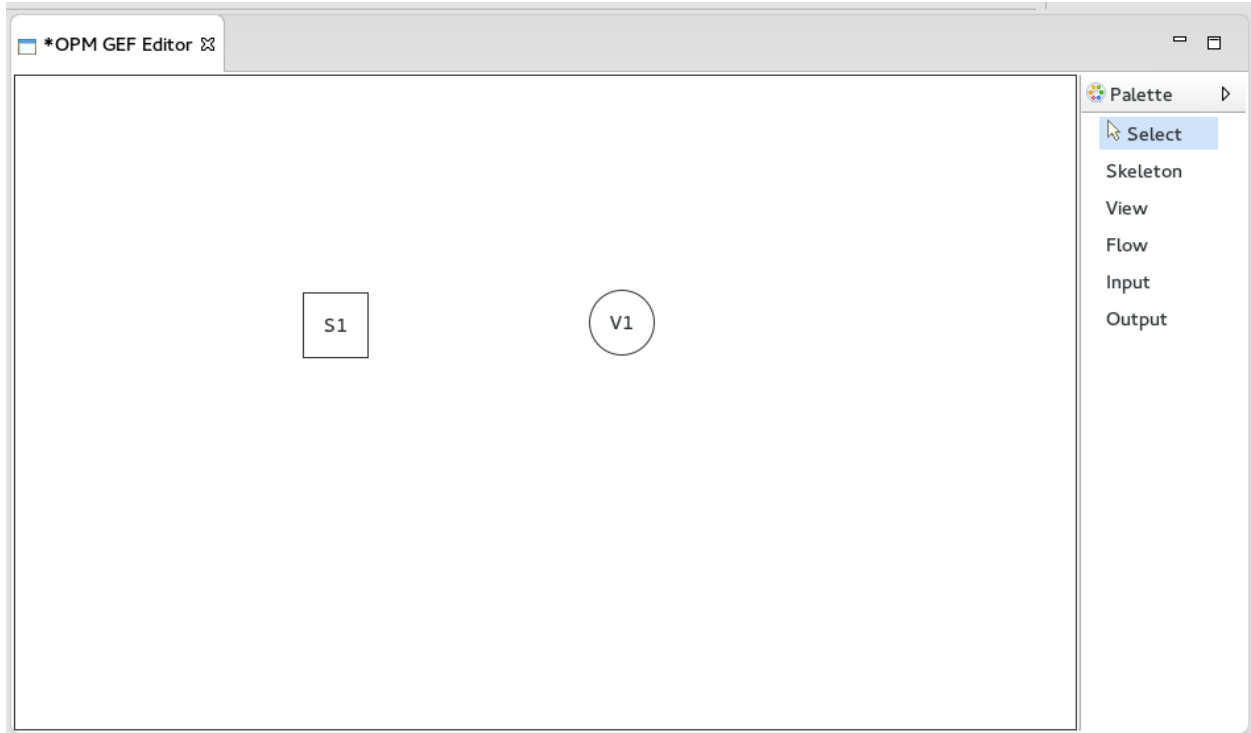 *OPM GEF Editor
Palette
Select
Skeleton
View
Flow
Input
Output
S1
V1